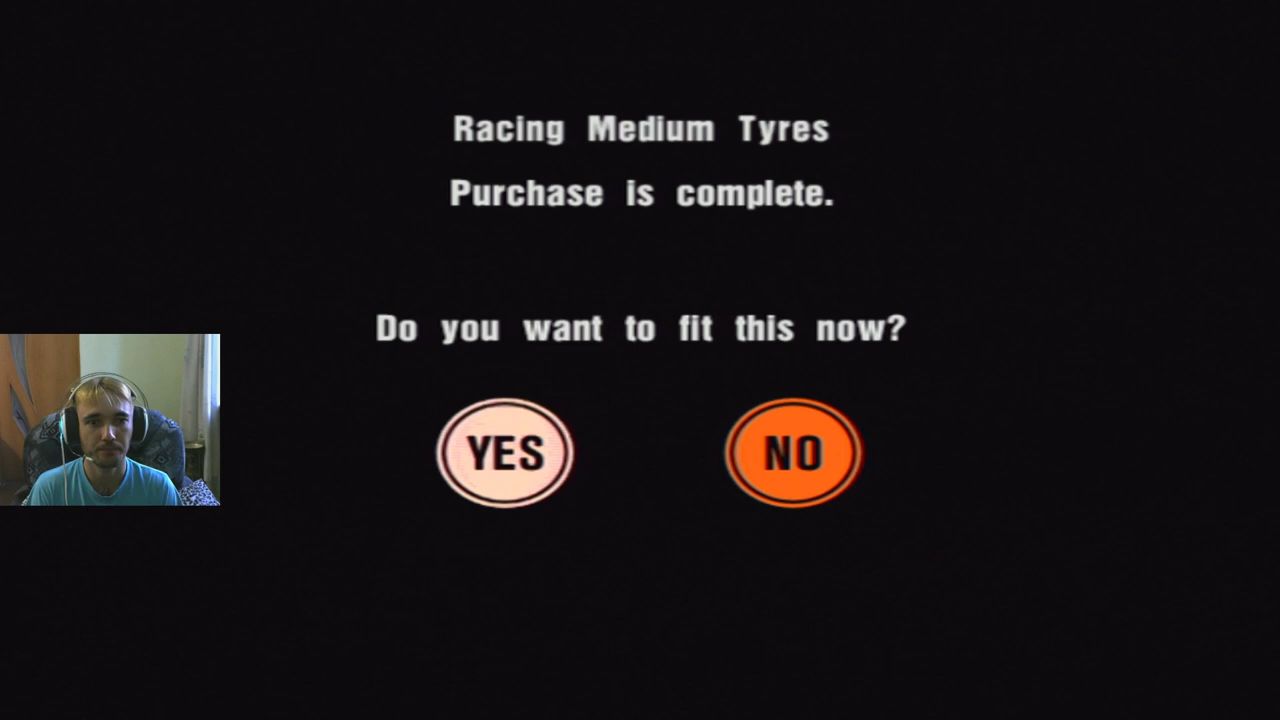 Racing Medium Tyres
Purchase is complete.
Do you want to fit this now?
YES NO